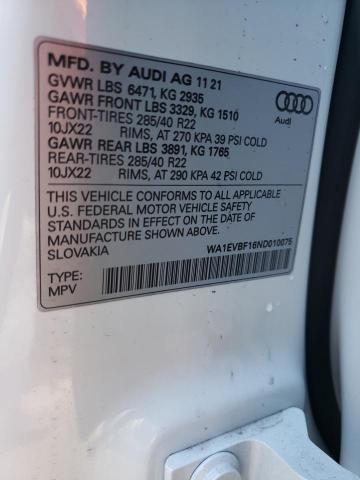 MFD. BY AUDI AG 11 21
GVWR LBS 6471, KG 2935
GAWR FRONT LBS 3329, KG 1510
FRONT-TIRES 285/40 R22
10JX22 RIMS, AT 270 KPA 39 PSI COLD
GAWR REAR LBS 3891, KG 1765
REAR-TIRES 285/40 R22
10JX22 RIMS, AT 290 KPA 42 PSI COLD
Audi
THIS VEHICLE CONFORMS TO ALL APPLICABLE
U.S. FEDERAL MOTOR VEHICLE SAFETY
STANDARDS IN EFFECT ON THE DATE OF
MANUFACTURE SHOWN ABOVE.
SLOVAKIA
WA1EVBF16ND010075
TYPE:
MPV